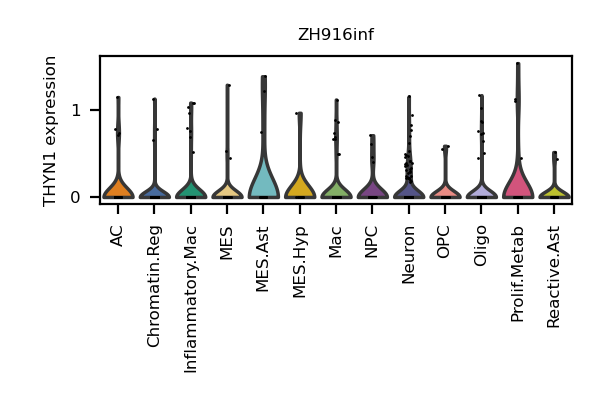 ZH916inf
THYN1 expression
1
0
AC
Chromatin.Reg
Inflammatory.Mac
MES
MES.Ast
MES.Hyp
Mac
NPC
Neuron
OPC
Oligo
Prolif.Metab
Reactive.Ast